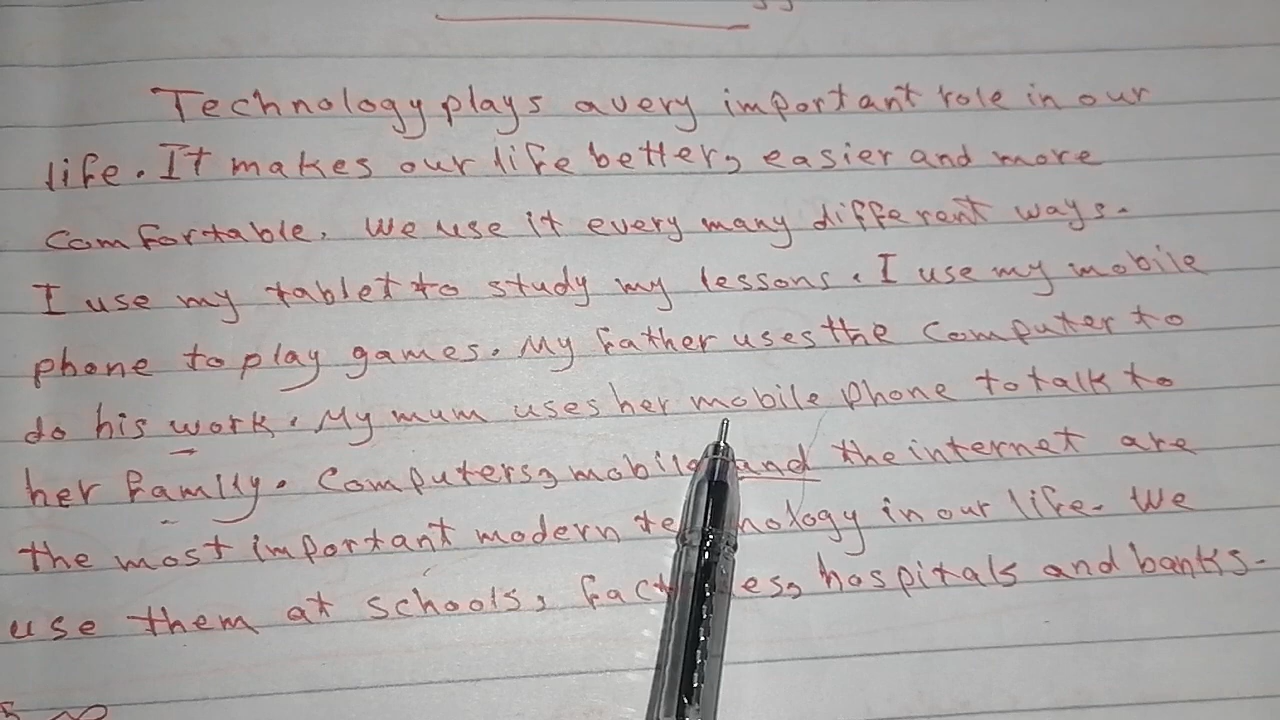 Technology plays a very important role in our
life. It makes our life better, easier and more
comfortable. We use it every many different ways.
I use my tablet to study my lessons. I use my mobile
phone to play games. My father uses the computer to
do his work. My mum uses her mobile phone to talk to
her family. Computers, mobile and the internet are
the most important modern technology in our life. We
use them at schools, hospitals and banks.